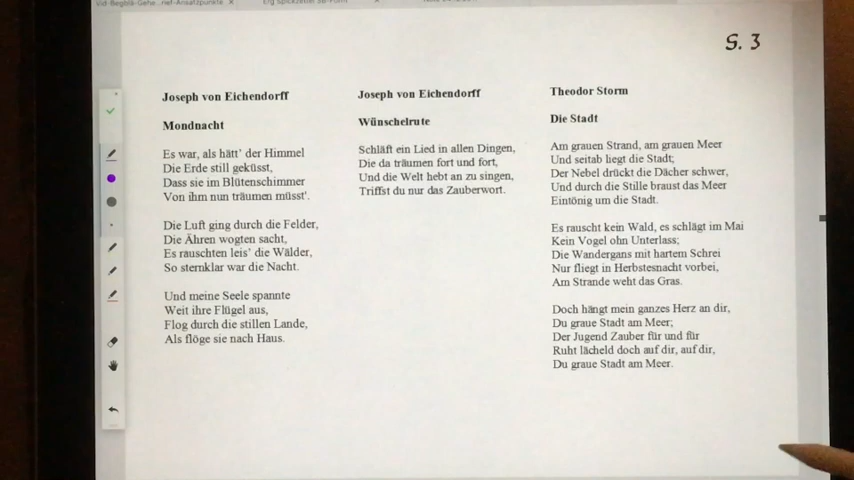 S. 3
Joseph von Eichendorff
Mondnacht
Es war, als hätt' der Himmel
Die Erde still geküsst,
Dass sie im Blütenschimmer
Von ihm nun träumen müsst'.
Die Luft ging durch die Felder,
Die Ähren wogten sacht,
Es rauschten leis' die Wälder,
So sternklar war die Nacht.
Und meine Seele spannte
Weit ihre Flügel aus,
Flog durch die stillen Lande,
Als flöge sie nach Haus.
Joseph von Eichendorff
Wünschelrute
Schläft ein Lied in allen Dingen,
Die da träumen fort und fort,
Und die Welt hebt an zu singen,
Triffst du nur das Zauberwort.
Theodor Storm
Die Stadt
Am grauen Strand, am grauen Meer
Und seitab liegt die Stadt;
Der Nebel drückt die Dächer schwer,
Und durch die Stille braust das Meer
Eintönig um die Stadt.
Es rauscht kein Wald, es schlägt im Mai
Kein Vogel ohn Unterlass;
Die Wandergans mit hartem Schrei
Nur fliegt in Herbstesnacht vorbei,
Am Strande weht das Gras.
Doch hängt mein ganzes Herz an dir,
Du graue Stadt am Meer;
Der Jugend Zauber für und für
Ruht lächeld doch auf dir, auf dir,
Du graue Stadt am Meer.